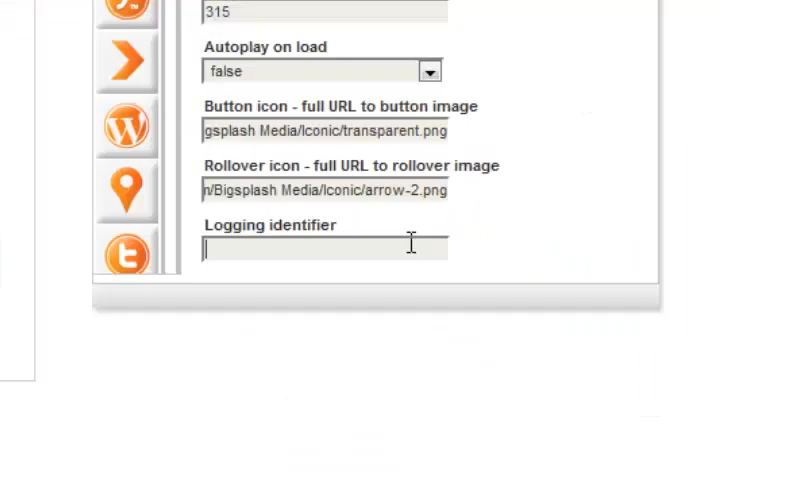 315
Autoplay on load
false
Button icon - full URL to button image
gsplash Media/Iconic/transparent.png
Rollover icon - full URL to rollover image
n/Bigsplash Media/Iconic/arrow-2.png
Logging identifier